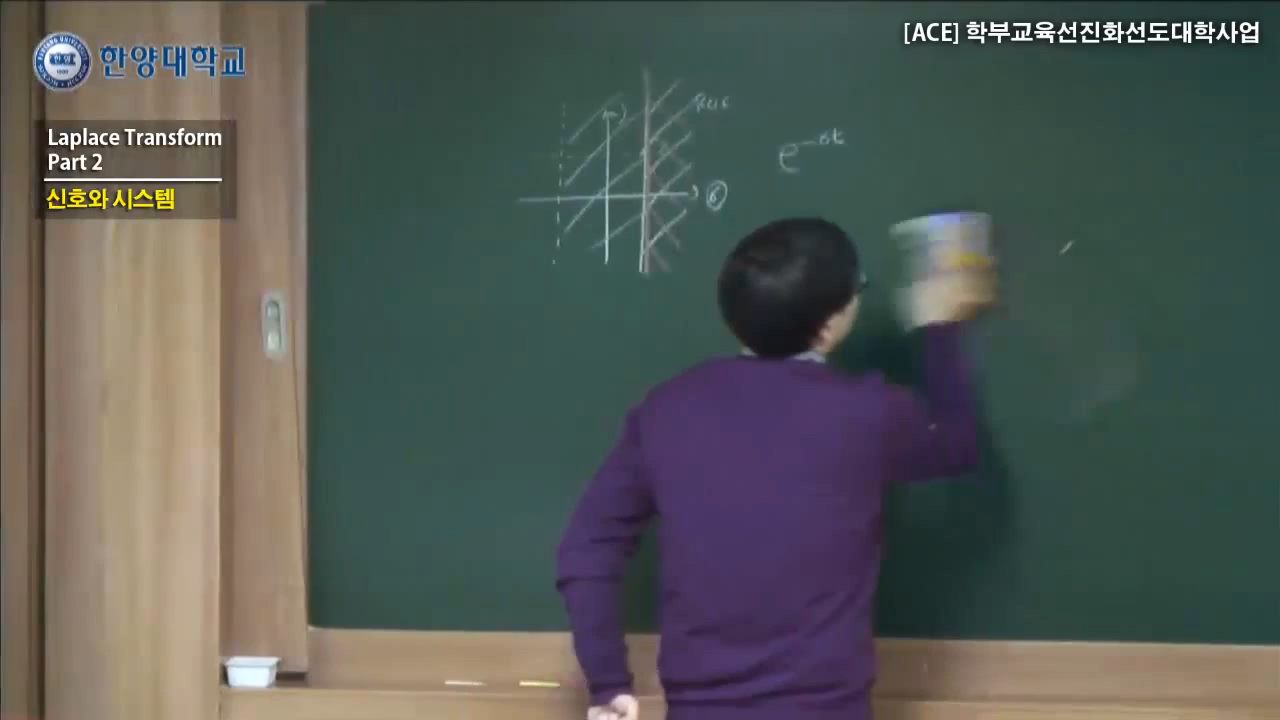 [ACE] 학부교육선진화선도대학사업
한양대학교
Laplace Transform
Part 2
신호와 시스템
ROC
e^-σt
σ